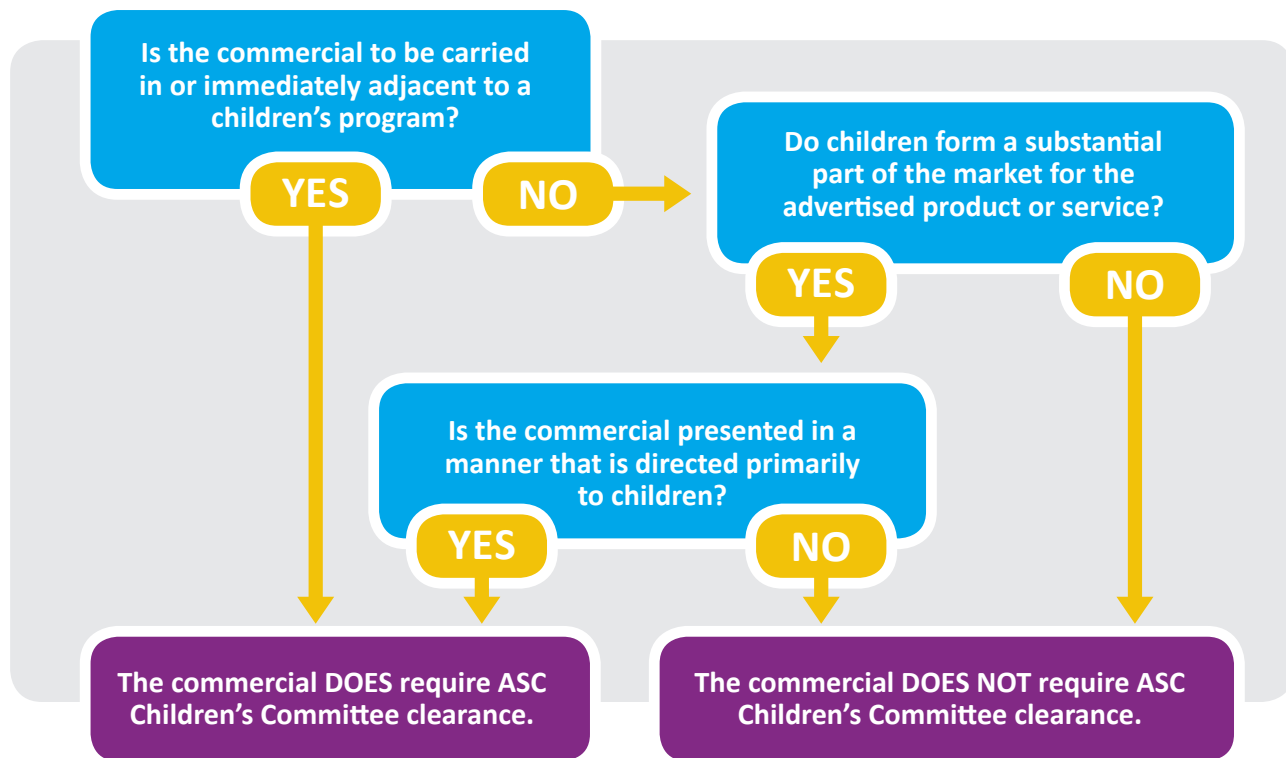 Is the commercial to be carried
in or immediately adjacent to a
children’s program?
YES
NO
Do children form a substantial
part of the market for the
advertised product or service?
YES
NO
Is the commercial presented in a
manner that is directed primarily
to children?
YES
NO
The commercial DOES require ASC
Children’s Committee clearance.
The commercial DOES NOT require ASC
Children’s Committee clearance.